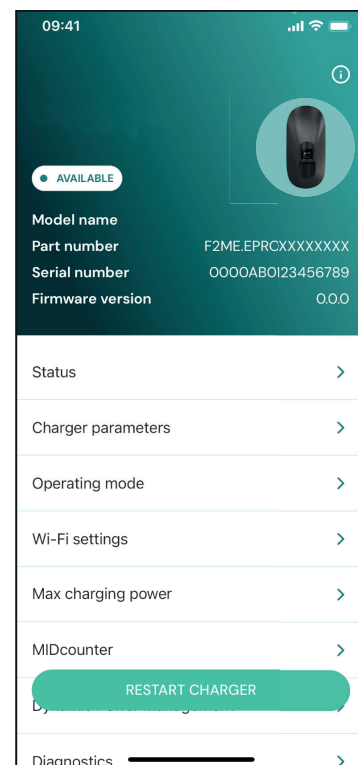 09:41
AVAILABLE
Model name
Part number F2ME.EPRCXXXXXXXX
Serial number 0000AB0123456789
Firmware version 0.0.0
Status
Charger parameters
Operating mode
Wi-Fi settings
Max charging power
MIDcounter
RESTART CHARGER
Diagnostics